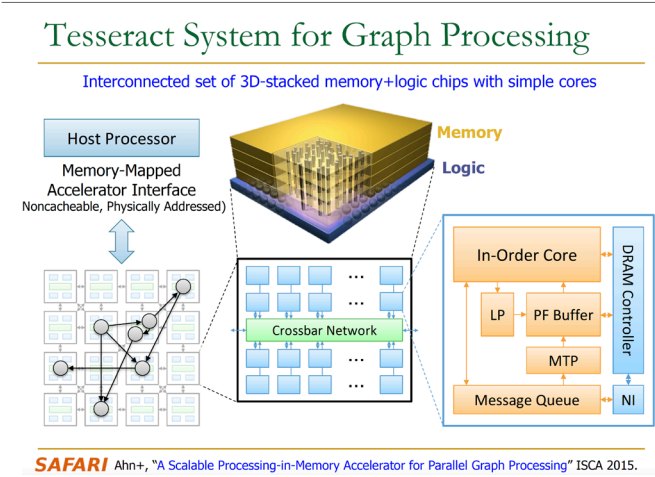 Tesseract System for Graph Processing
Interconnected set of 3D-stacked memory+logic chips with simple cores
Host Processor
Memory-Mapped
Accelerator Interface
Noncacheable, Physically Addressed)
Memory
Logic
...
...
Crossbar Network
...
...
In-Order Core
LP
PF Buffer
MTP
Message Queue
DRAM Controller
NI
SAFARI Ahn+, “A Scalable Processing-in-Memory Accelerator for Parallel Graph Processing” ISCA 2015.